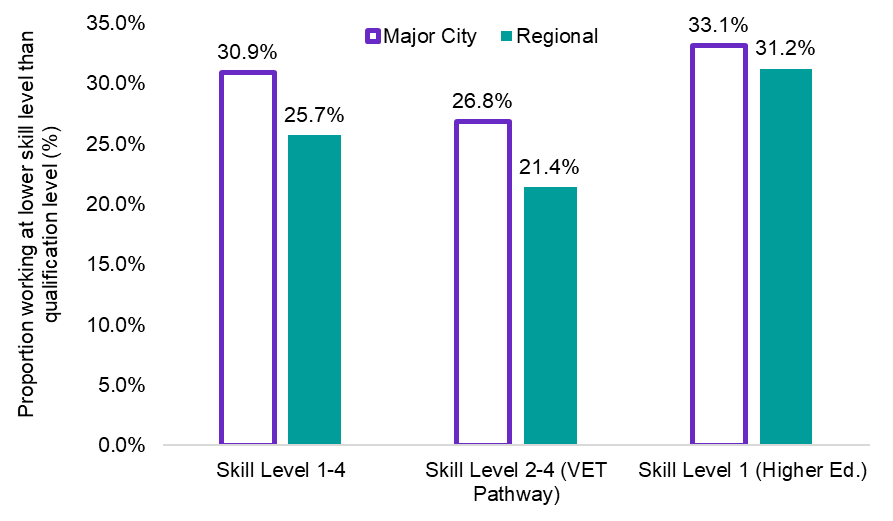 Proportion working at lower skill level than
qualification level (%)
35.0%
30.0%
25.0%
20.0%
15.0%
10.0%
5.0%
0.0%
Major City
Regional
30.9%
25.7%
26.8%
21.4%
33.1%
31.2%
Skill Level 1-4
Skill Level 2-4 (VET
Pathway)
Skill Level 1 (Higher Ed.)